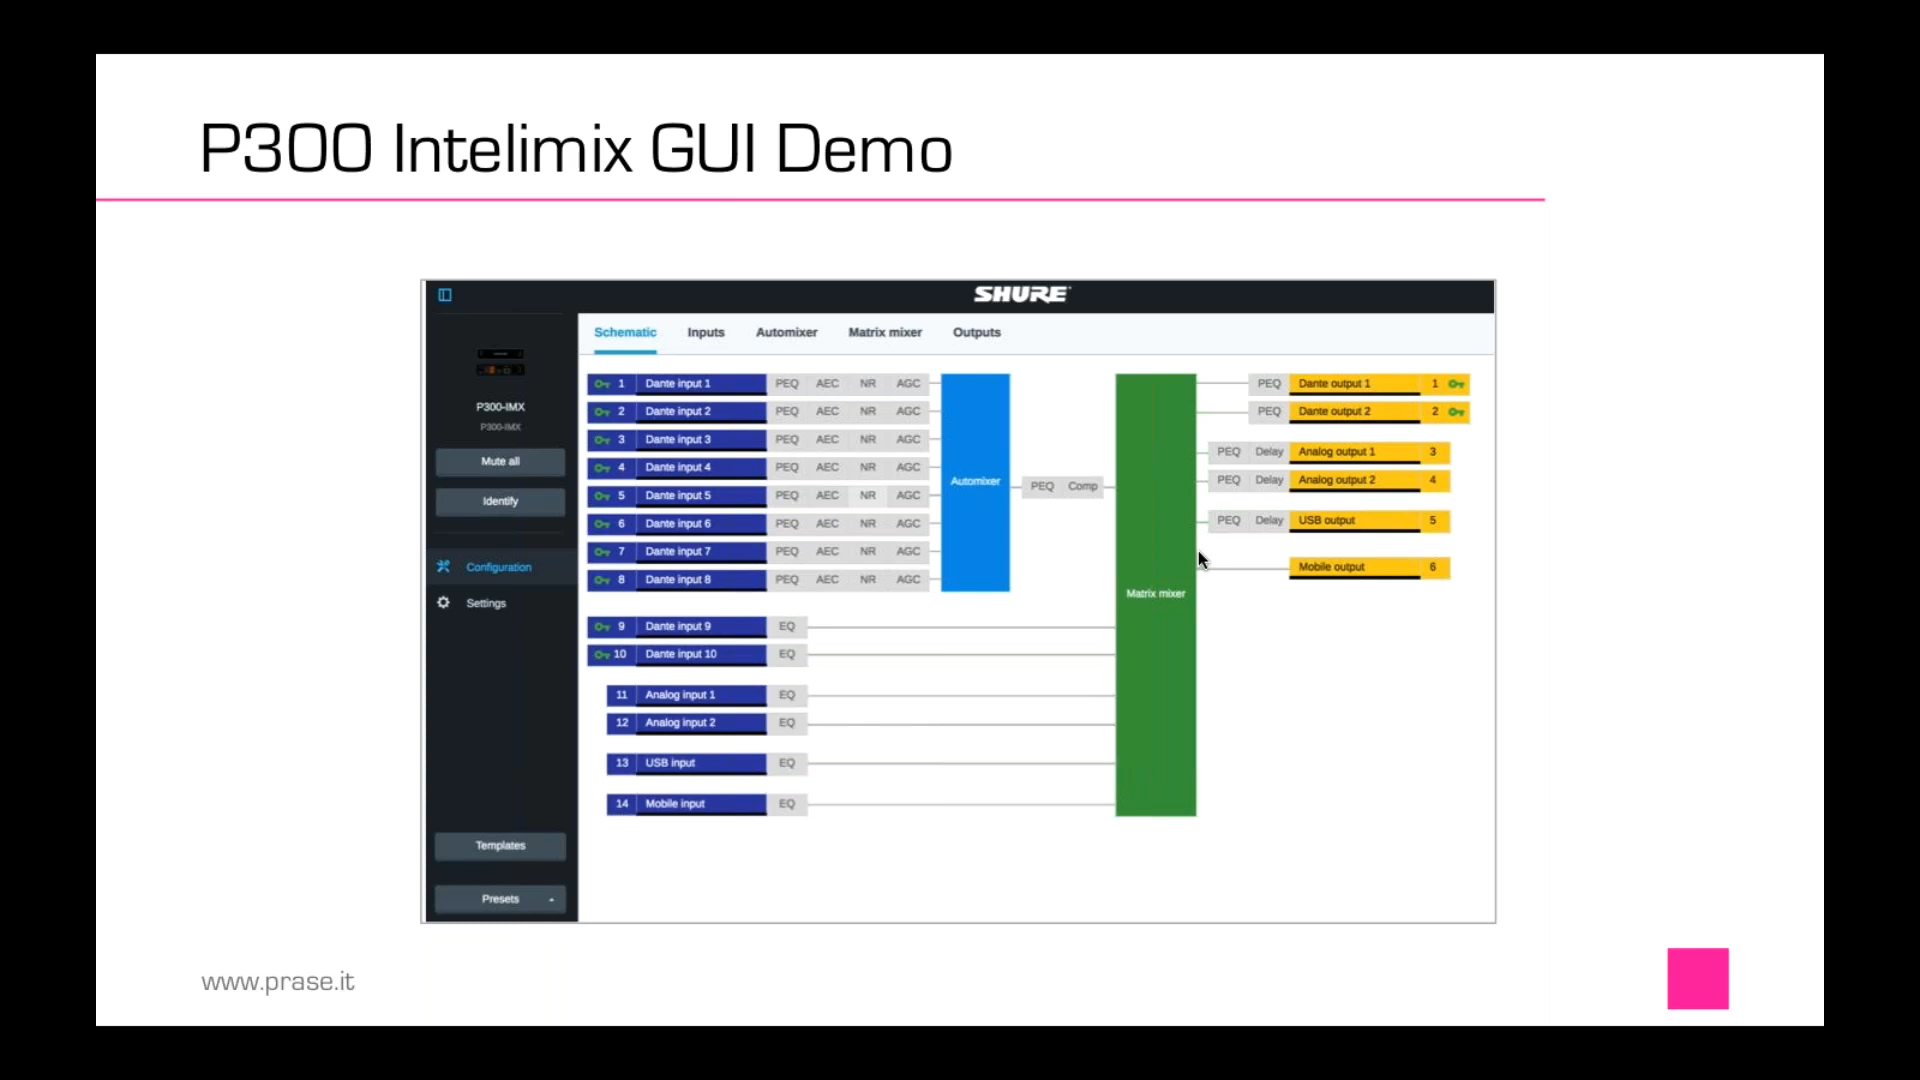 P300 Intelimix GUI Demo
SHURE
Schematic Inputs Automixer Matrix mixer Outputs
P300-IMX
P300-IMX
Mute all
Identify
Configuration
Settings
Templates
Presets
1 Dante input 1 PEQ AEC NR AGC
2 Dante input 2 PEQ AEC NR AGC
3 Dante input 3 PEQ AEC NR AGC
4 Dante input 4 PEQ AEC NR AGC
5 Dante input 5 PEQ AEC NR AGC
6 Dante input 6 PEQ AEC NR AGC
7 Dante input 7 PEQ AEC NR AGC
8 Dante input 8 PEQ AEC NR AGC
9 Dante input 9 EQ
10 Dante input 10 EQ
11 Analog input 1 EQ
12 Analog input 2 EQ
13 USB input EQ
14 Mobile input EQ
Automixer
PEQ Comp
Matrix mixer
PEQ Dante output 1 1
PEQ Dante output 2 2
PEQ Delay Analog output 1 3
PEQ Delay Analog output 2 4
PEQ Delay USB output 5
Mobile output 6
www.prase.it